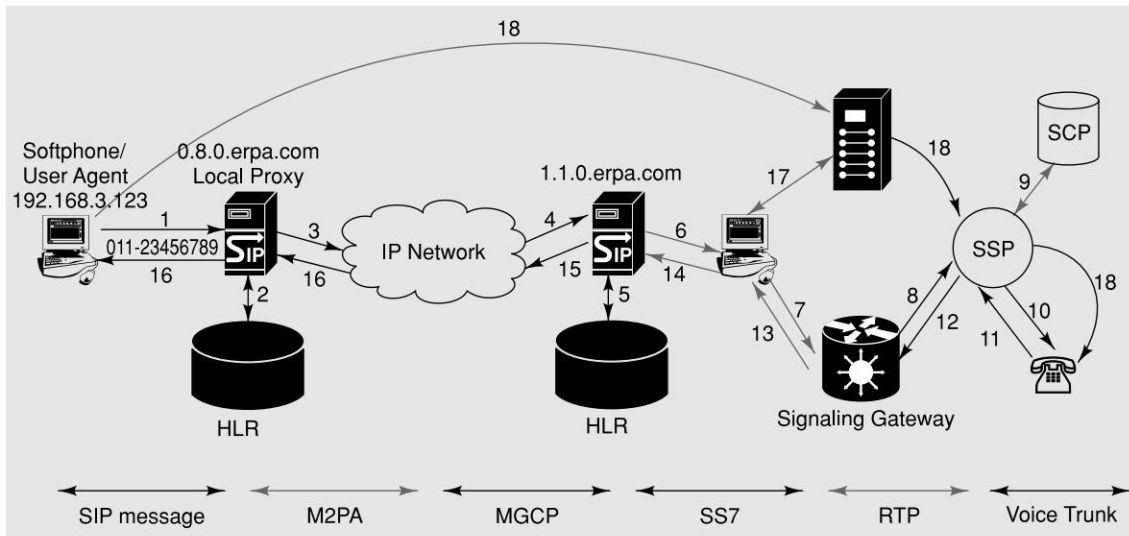 18
Softphone/
User Agent
192.168.3.123
0.8.0.erpa.com
Local Proxy
1.1.0.erpa.com
SCP
1
011-23456789
16
SIP
2
HLR
3
16
IP Network
4
15
SIP
5
HLR
6
14
17
7
13
18
9
SSP
8
12
10
11
18
Signaling Gateway
SIP message
M2PA
MGCP
SS7
RTP
Voice Trunk